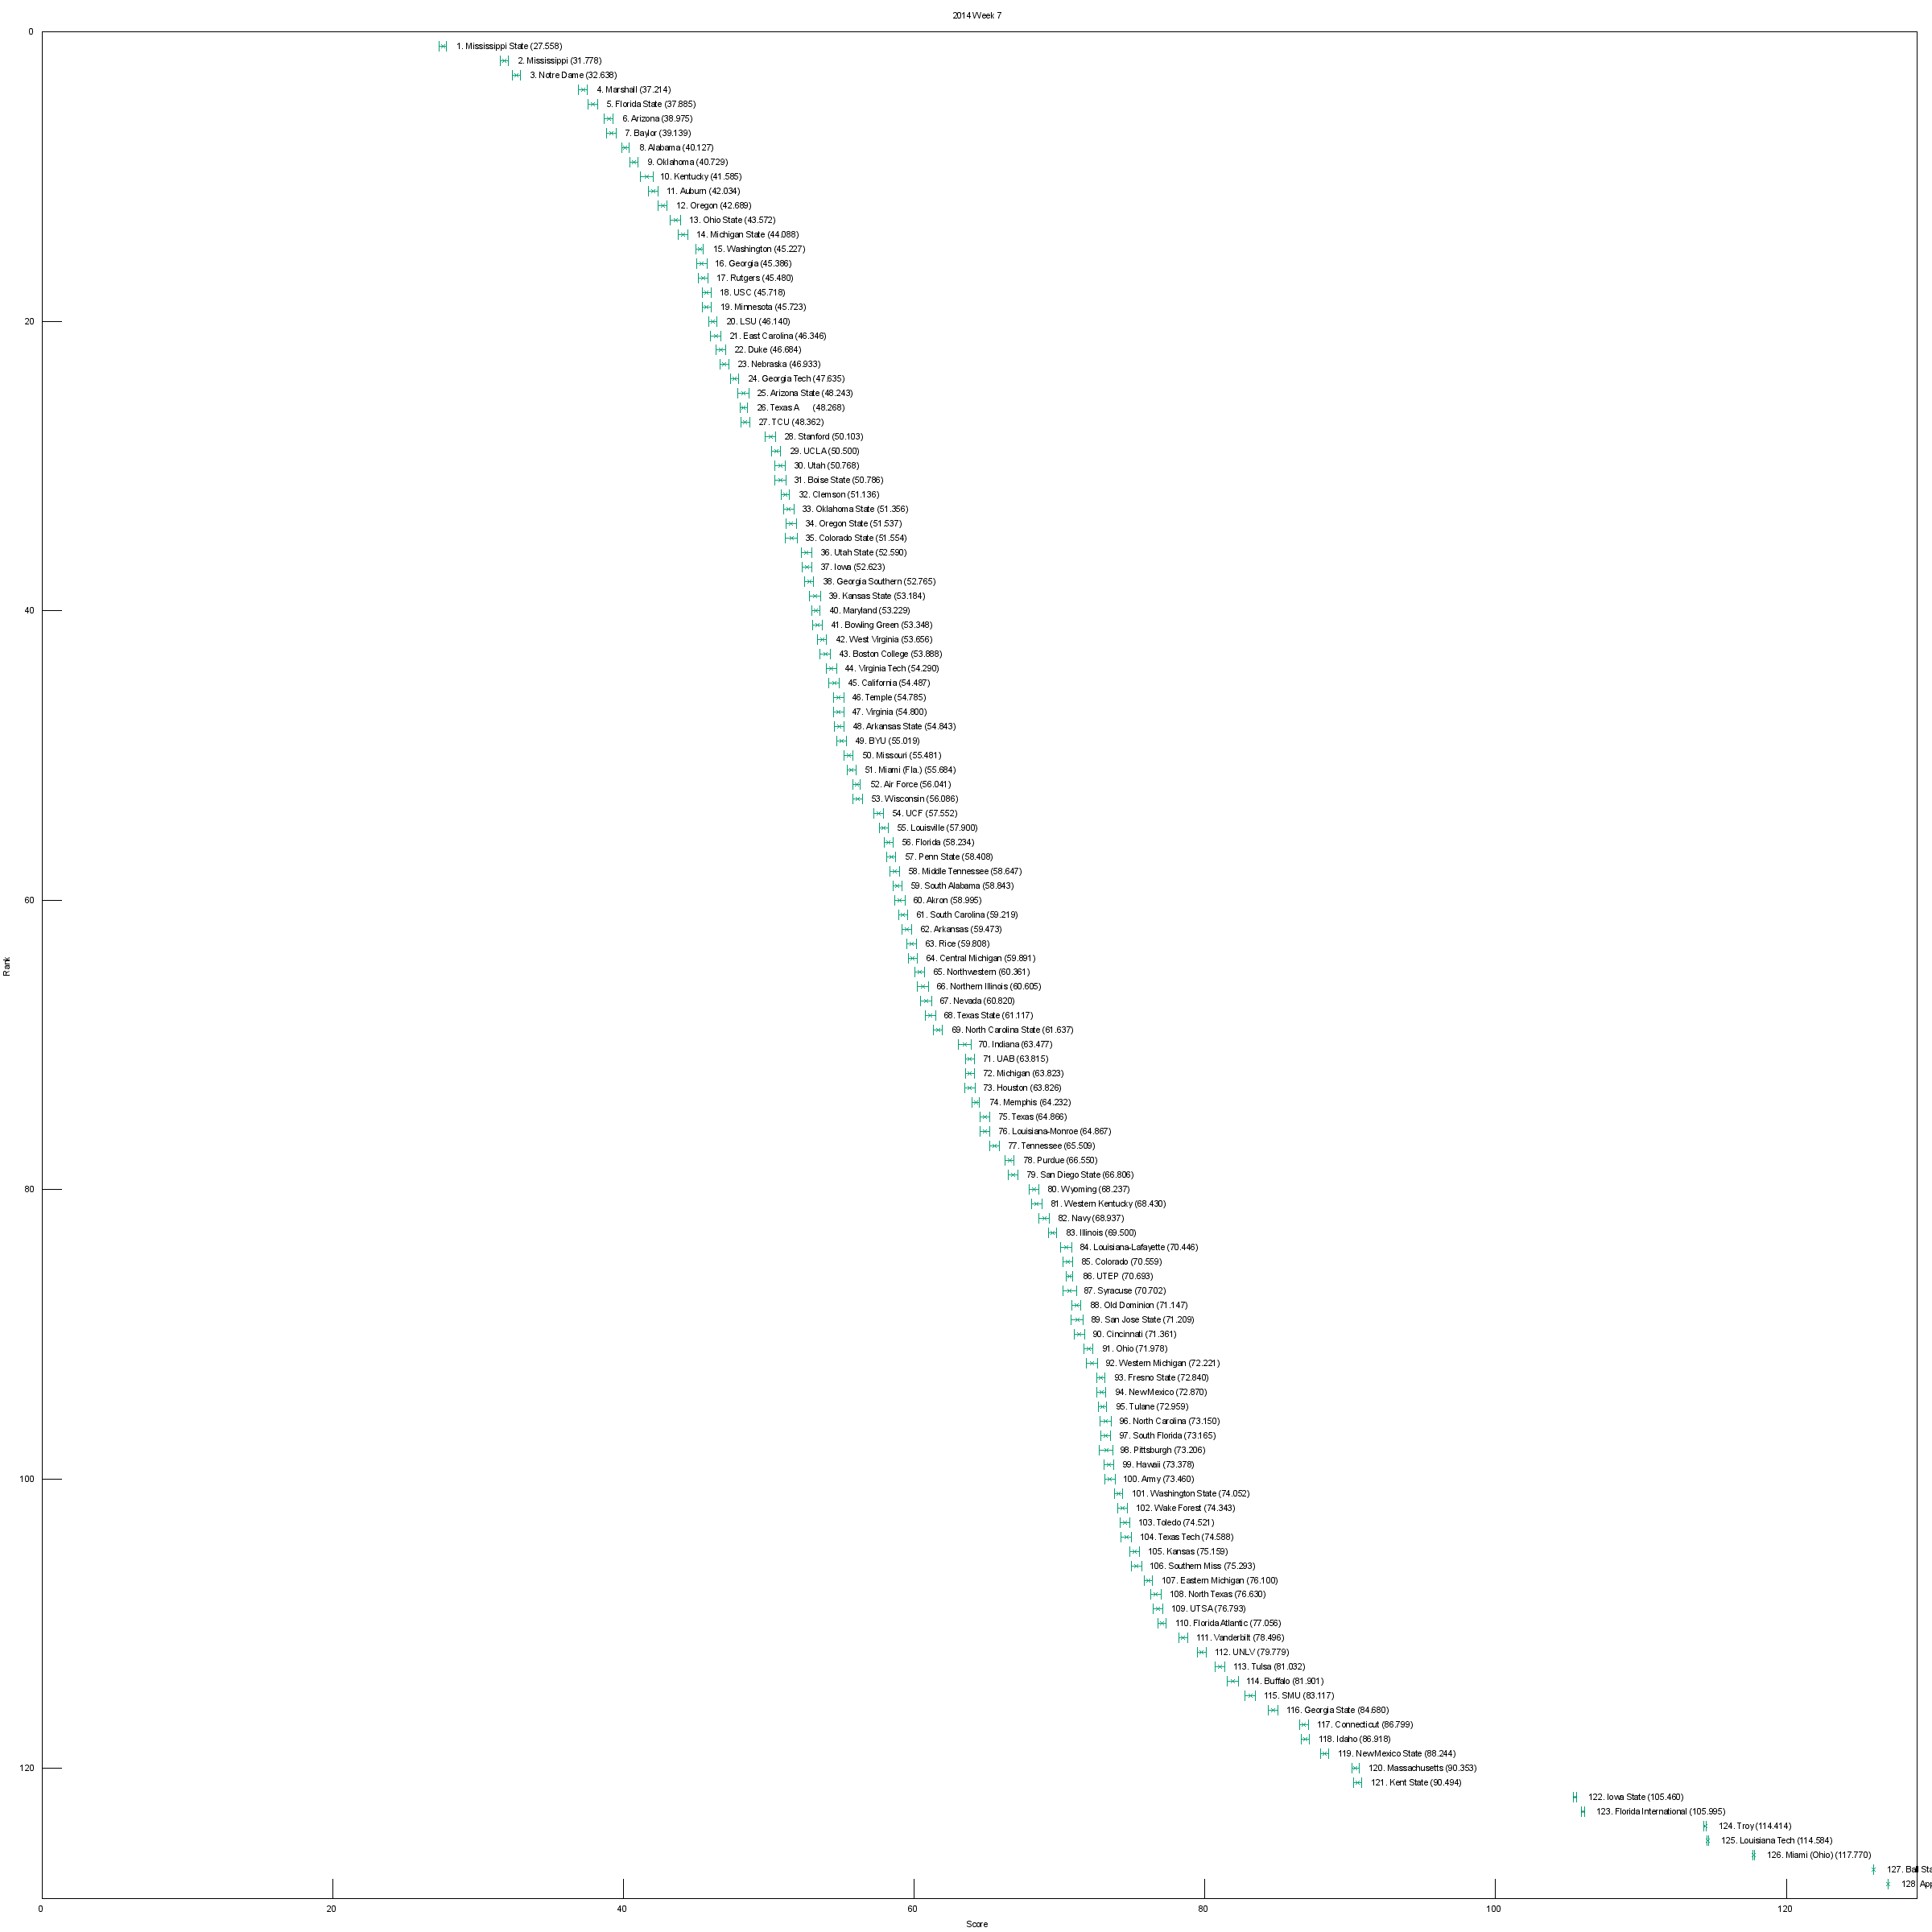 2014 Week 7
0
1. Mississippi State (27.558)
2. Mississippi (31.778)
3. Notre Dame (32.638)
4. Marshall (37.214)
5. Florida State (37.885)
6. Arizona (38.975)
7. Baylor (39.139)
8. Alabama (40.127)
9. Oklahoma (40.729)
10. Kentucky (41.585)
11. Auburn (42.034)
12. Oregon (42.689)
13. Ohio State (43.572)
14. Michigan State (44.088)
15. Washington (45.227)
16. Georgia (45.386)
17. Rutgers (45.480)
18. USC (45.718)
19. Minnesota (45.723)
20 20. LSU (46.140)
21. East Carolina (46.346)
22. Duke (46.684)
23. Nebraska (46.933)
24. Georgia Tech (47.635)
25. Arizona State (48.243)
26. Texas A (48.268)
27. TCU (48.362)
28. Stanford (50.103)
29. UCLA (50.500)
30. Utah (50.768)
31. Boise State (50.786)
32. Clemson (51.136)
33. Oklahoma State (51.356)
34. Oregon State (51.537)
35. Colorado State (51.554)
36. Utah State (52.590)
37. Iowa (52.623)
38. Georgia Southern (52.765)
39. Kansas State (53.184)
40 40. Maryland (53.229)
41. Bowling Green (53.348)
42. West Virginia (53.656)
43. Boston College (53.888)
44. Virginia Tech (54.290)
45. California (54.487)
46. Temple (54.785)
47. Virginia (54.800)
48. Arkansas State (54.843)
49. BYU (55.019)
50. Missouri (55.481)
51. Miami (Fla.) (55.684)
52. Air Force (56.041)
53. Wisconsin (56.086)
54. UCF (57.552)
55. Louisville (57.900)
56. Florida (58.234)
57. Penn State (58.408)
58. Middle Tennessee (58.647)
59. South Alabama (58.843)
60 60. Akron (58.995)
61. South Carolina (59.219)
62. Arkansas (59.473)
63. Rice (59.808)
64. Central Michigan (59.891)
65. Northwestern (60.361)
66. Northern Illinois (60.605)
67. Nevada (60.820)
68. Texas State (61.117)
69. North Carolina State (61.637)
70. Indiana (63.477)
71. UAB (63.815)
72. Michigan (63.823)
73. Houston (63.826)
74. Memphis (64.232)
75. Texas (64.866)
76. Louisiana-Monroe (64.867)
77. Tennessee (65.509)
78. Purdue (66.550)
79. San Diego State (66.806)
80 80. Wyoming (68.237)
81. Western Kentucky (68.430)
82. Navy (68.937)
83. Illinois (69.500)
84. Louisiana-Lafayette (70.446)
85. Colorado (70.559)
86. UTEP (70.693)
87. Syracuse (70.702)
88. Old Dominion (71.147)
89. San Jose State (71.209)
90. Cincinnati (71.361)
91. Ohio (71.978)
92. Western Michigan (72.221)
93. Fresno State (72.840)
94. New Mexico (72.870)
95. Tulane (72.959)
96. North Carolina (73.150)
97. South Florida (73.165)
98. Pittsburgh (73.206)
99. Hawaii (73.378)
100 100. Army (73.460)
101. Washington State (74.052)
102. Wake Forest (74.343)
103. Toledo (74.521)
104. Texas Tech (74.588)
105. Kansas (75.159)
106. Southern Miss (75.293)
107. Eastern Michigan (76.100)
108. North Texas (76.630)
109. UTSA (76.793)
110. Florida Atlantic (77.056)
111. Vanderbilt (78.496)
112. UNLV (79.779)
113. Tulsa (81.032)
114. Buffalo (81.901)
115. SMU (83.117)
116. Georgia State (84.680)
117. Connecticut (86.799)
118. Idaho (86.918)
119. New Mexico State (88.244)
120 120. Massachusetts (90.353)
121. Kent State (90.494)
122. Iowa State (105.460)
123. Florida International (105.995)
124. Troy (114.414)
125. Louisiana Tech (114.584)
126. Miami (Ohio) (117.770)
127. Ball Sta
128. App
0 20 40 60 80 100 120
Score
Rank